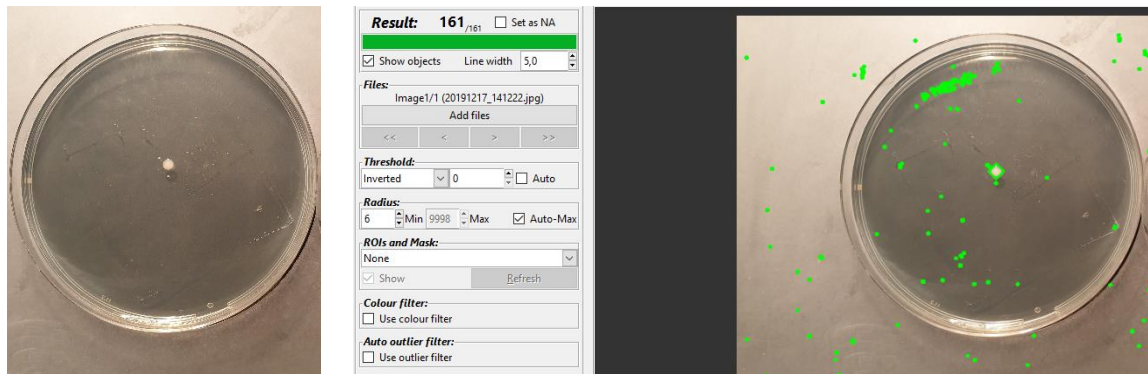 Result: 161/161 Set as NA
Show objects Line width 5,0
Files:
Image1/1 (20191217_141222.jpg)
Add files
<< < > >>
Threshold:
Inverted 0 Auto
Radius:
6 Min 9998 Max Auto-Max
ROIs and Mask:
None
Show Refresh
Colour filter:
Use colour filter
Auto outlier filter:
Use outlier filter